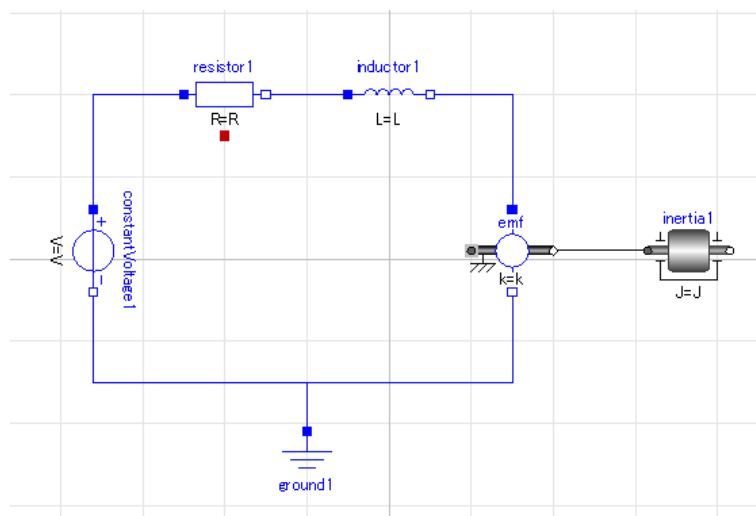 resistor1
inductor1
R=R
L=L
constantVoltage1
+
-
V=V
emf
k=k
inertia1
J=J
ground1